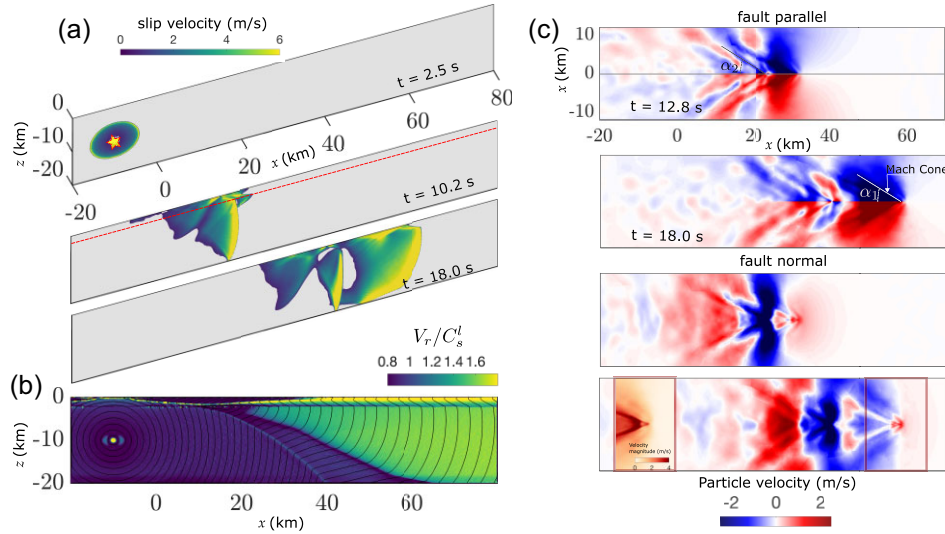 (a)
slip velocity (m/s)
0 2 4 6
t = 2.5 s
0
-10
-20
z (km)
-20 0 20 40 60 80
x (km)
t = 10.2 s
t = 18.0 s
V_r/C_s^l
0.8 1 1.2 1.4 1.6
(b)
0
-10
-20
z (km)
0 20 40 60
x (km)
(c)
fault parallel
10
0
-10
x (km)
α₂
t = 12.8 s
-20 0 20 40 60
x (km)
Mach Cone
α₁
t = 18.0 s
fault normal
Velocity
magnitude (m/s)
0 2 4
Particle velocity (m/s)
-2 0 2